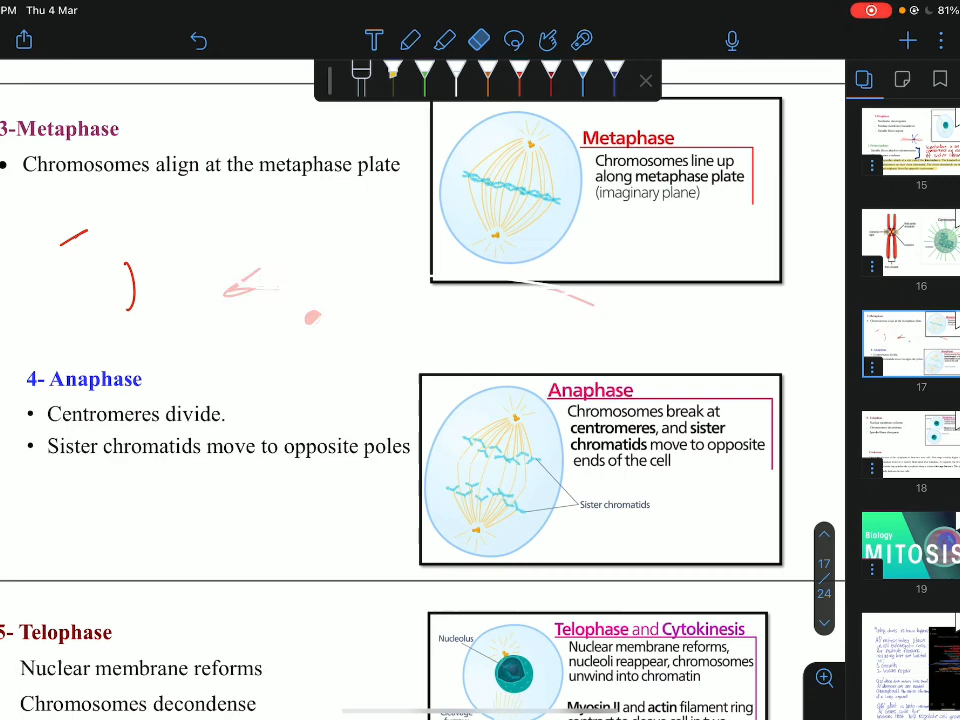 PM Thu 4 Mar
81%
3-Metaphase
• Chromosomes align at the metaphase plate
Metaphase
Chromosomes line up
along metaphase plate
(imaginary plane)
4- Anaphase
• Centromeres divide.
• Sister chromatids move to opposite poles
Anaphase
Chromosomes break at
centromeres, and sister
chromatids move to opposite
ends of the cell
Sister chromatids
5- Telophase
Nuclear membrane reforms
Chromosomes decondense
Nucleolus
Telophase and Cytokinesis
Nuclear membrane reforms,
nucleoli reappear, chromosomes
unwind into chromatin
Myosin II and actin filament ring
17
/
24
15
16
17
18
Biology
MITOSIS
19